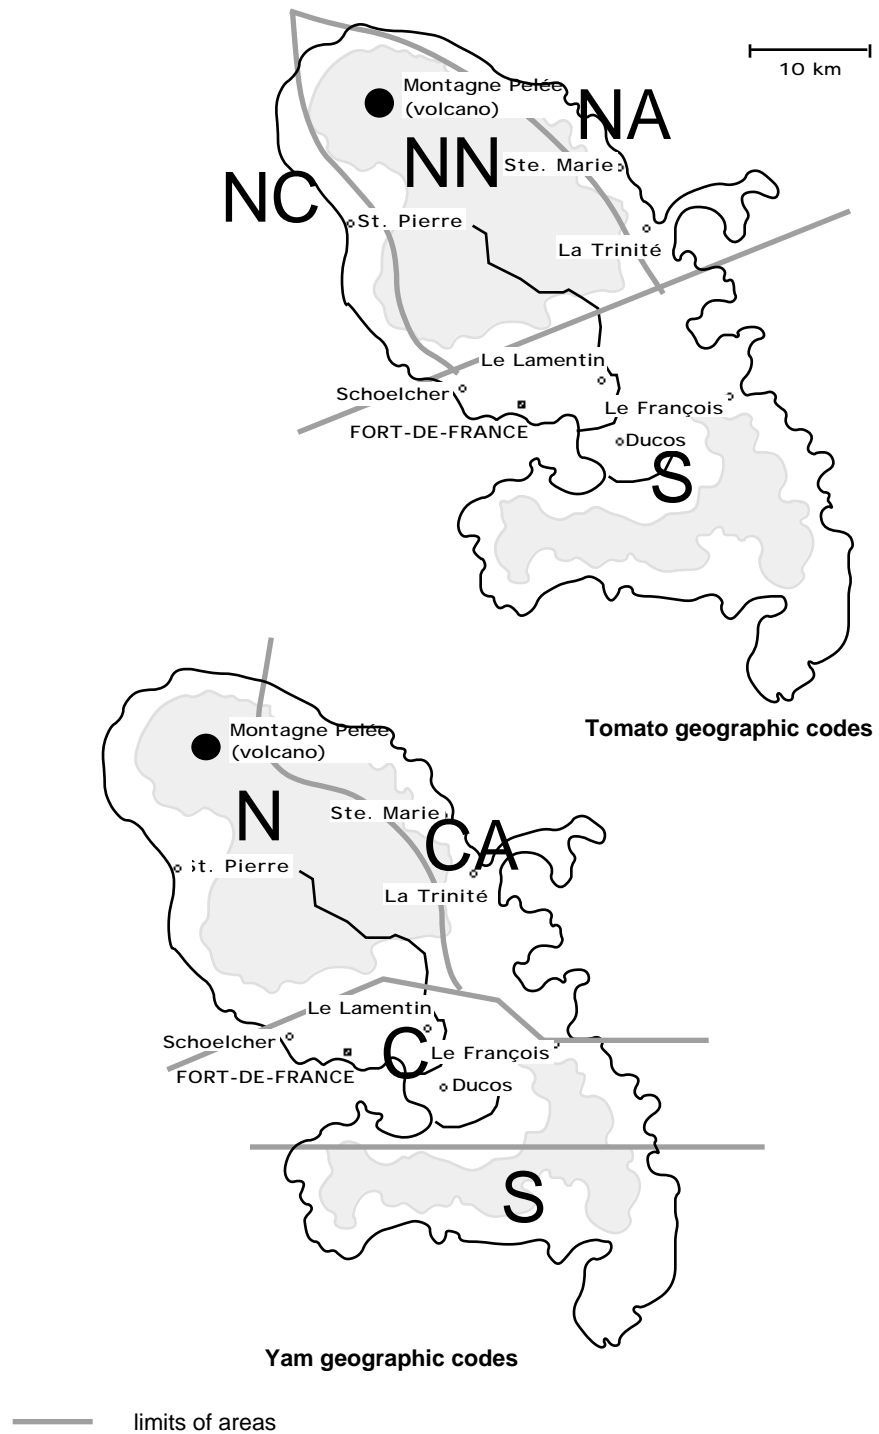 10 km
Montagne Pelée
(volcano)
NA
NN
Ste. Marie
NC
St. Pierre
La Trinité
Le Lamentin
Schoelcher
Le François
FORT-DE-FRANCE
Ducos
S
Tomato geographic codes
Montagne Pelée
(volcano)
N
Ste. Marie
CA
St. Pierre
La Trinité
Le Lamentin
Schoelcher
C
Le François
FORT-DE-FRANCE
Ducos
S
Yam geographic codes
limits of areas